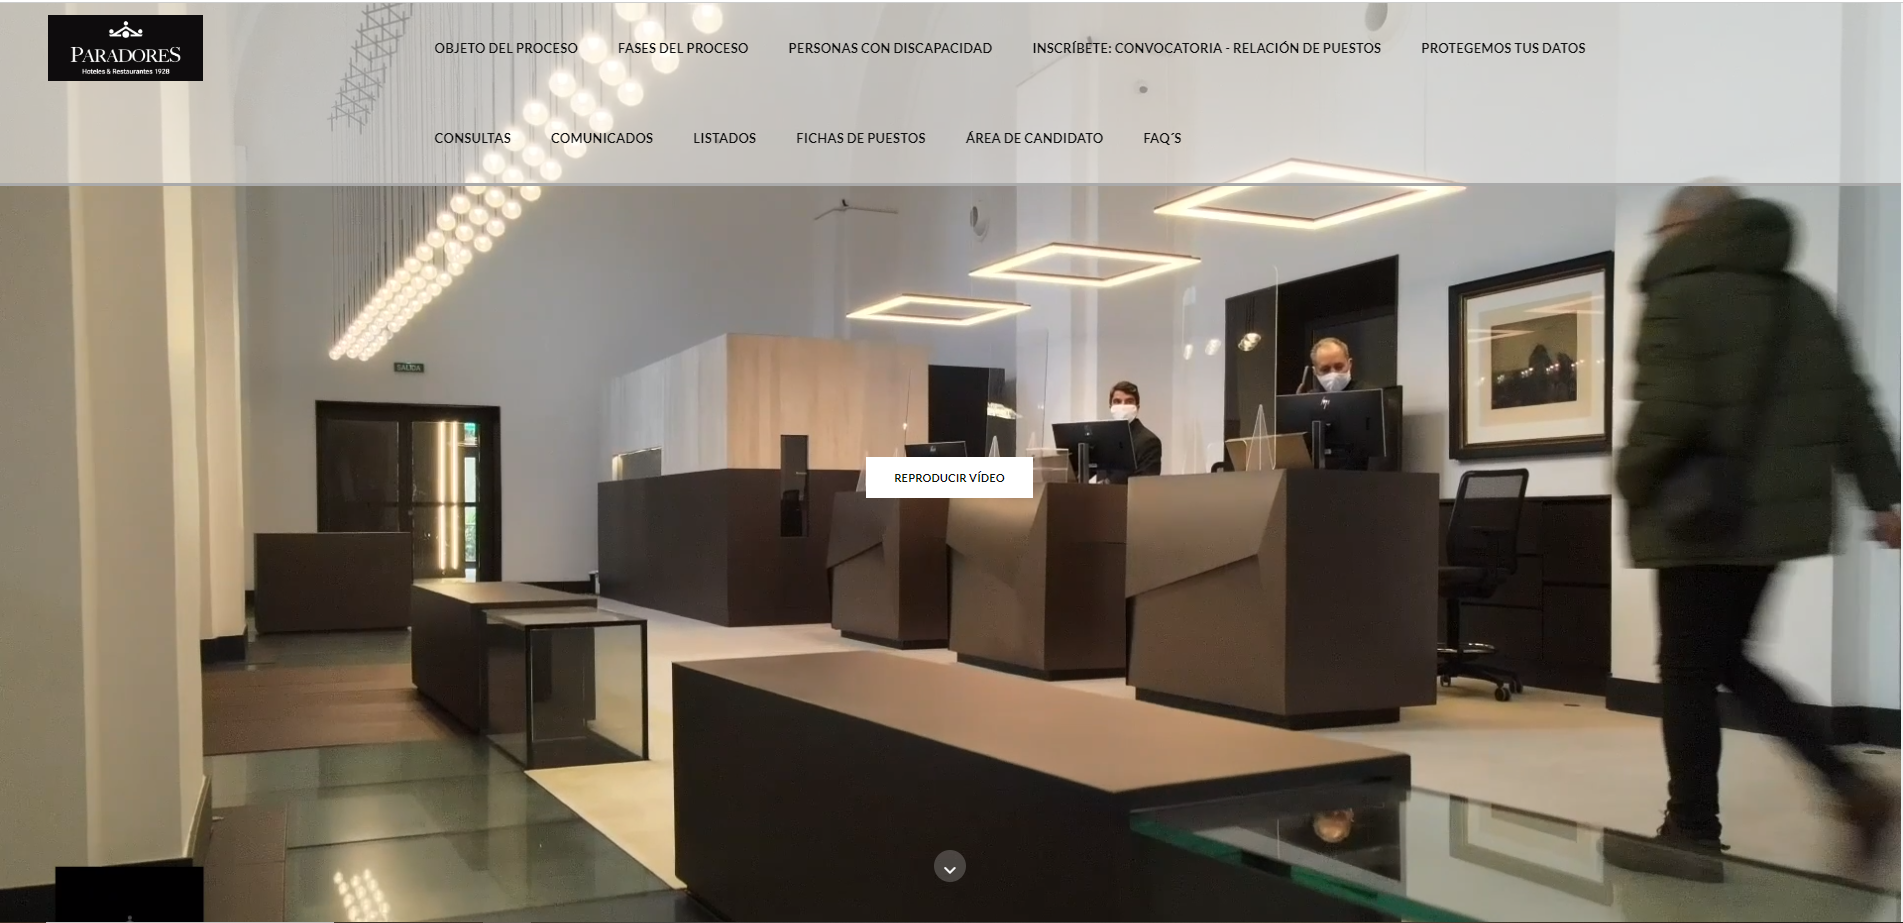 PARADORES
Hoteles & Restaurantes 1928
OBJETO DEL PROCESO
FASES DEL PROCESO
PERSONAS CON DISCAPACIDAD
INSCRÍBETE: CONVOCATORIA - RELACIÓN DE PUESTOS
PROTEGEMOS TUS DATOS
CONSULTAS
COMUNICADOS
LISTADOS
FICHAS DE PUESTOS
ÁREA DE CANDIDATO
FAQ´S
SALIDA
hp
REPRODUCIR VÍDEO